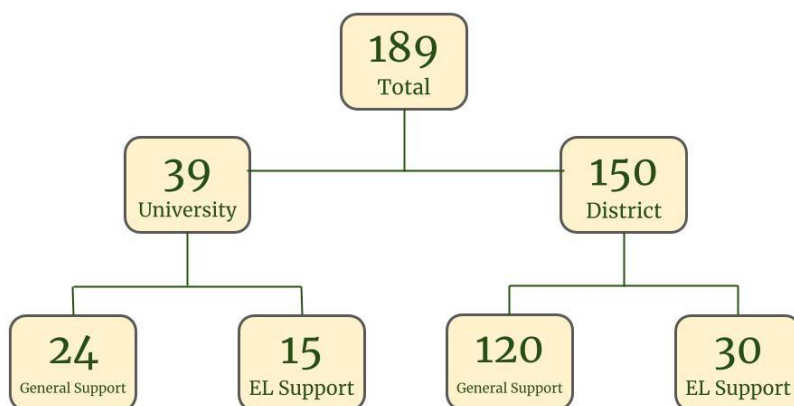 189
Total
39
University
150
District
24
General Support
15
EL Support
120
General Support
30
EL Support